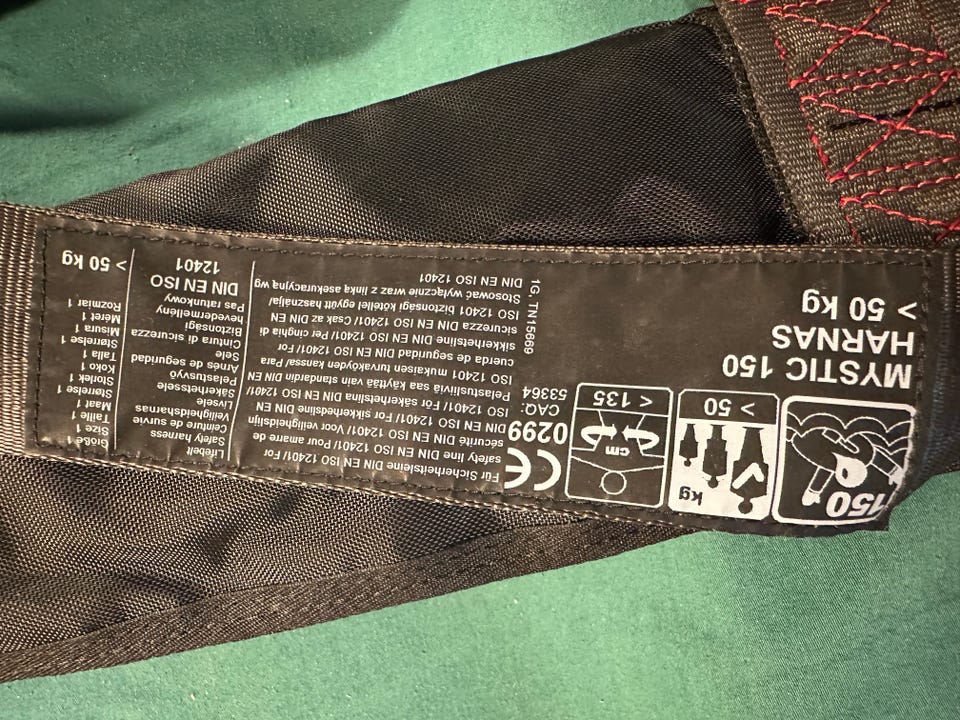 150
kg
> 50
cm
< 135
CE
0299
CAQ:
53364
1G, TN15669
MYSTIC 150
HARNAS
> 50 kg
Für Sicherheitsleine DIN EN ISO 12401/ For
safety line DIN EN ISO 12401/Pour amarre de
sécurité DIN EN ISO 12401/ Voor veiligheidslijn
DIN EN ISO 12401/ For sikkerhedsline DIN EN
ISO 12401/ För säkerhetslina DIN EN ISO 12401/
Pelastusliivia saa käyttää vain standardin DIN EN
ISO 12401 mukaisen turvaköyden kanssa/ Para
cuerda de seguridad DIN EN ISO 12401/ For
sikkerhetsline DIN EN ISO 12401/ Per cinghia di
sicurezza DIN EN ISO 12401/ Csak az DIN EN
ISO 12401 biztonsági kötéllel együtt használja/
Stosować wyłącznie wraz z linką asekuracyjną wg
DIN EN ISO 12401
Lifebelt
Safety harness
Ceinture de survie
Veiligheidsharnas
Livsele
Säkerhetssele
Pelastusvyö
Arnés de seguridad
Sele
Cintura di sicurezza
Biztonsági
hevedermellény
Pas ratunkowy
DIN EN ISO
12401
Größe 1
Size 1
Taille 1
Maat 1
Størrelse 1
Storlek 1
Koko 1
Talla 1
Størrelse 1
Misura 1
Méret 1
Rozmiar 1
> 50 kg